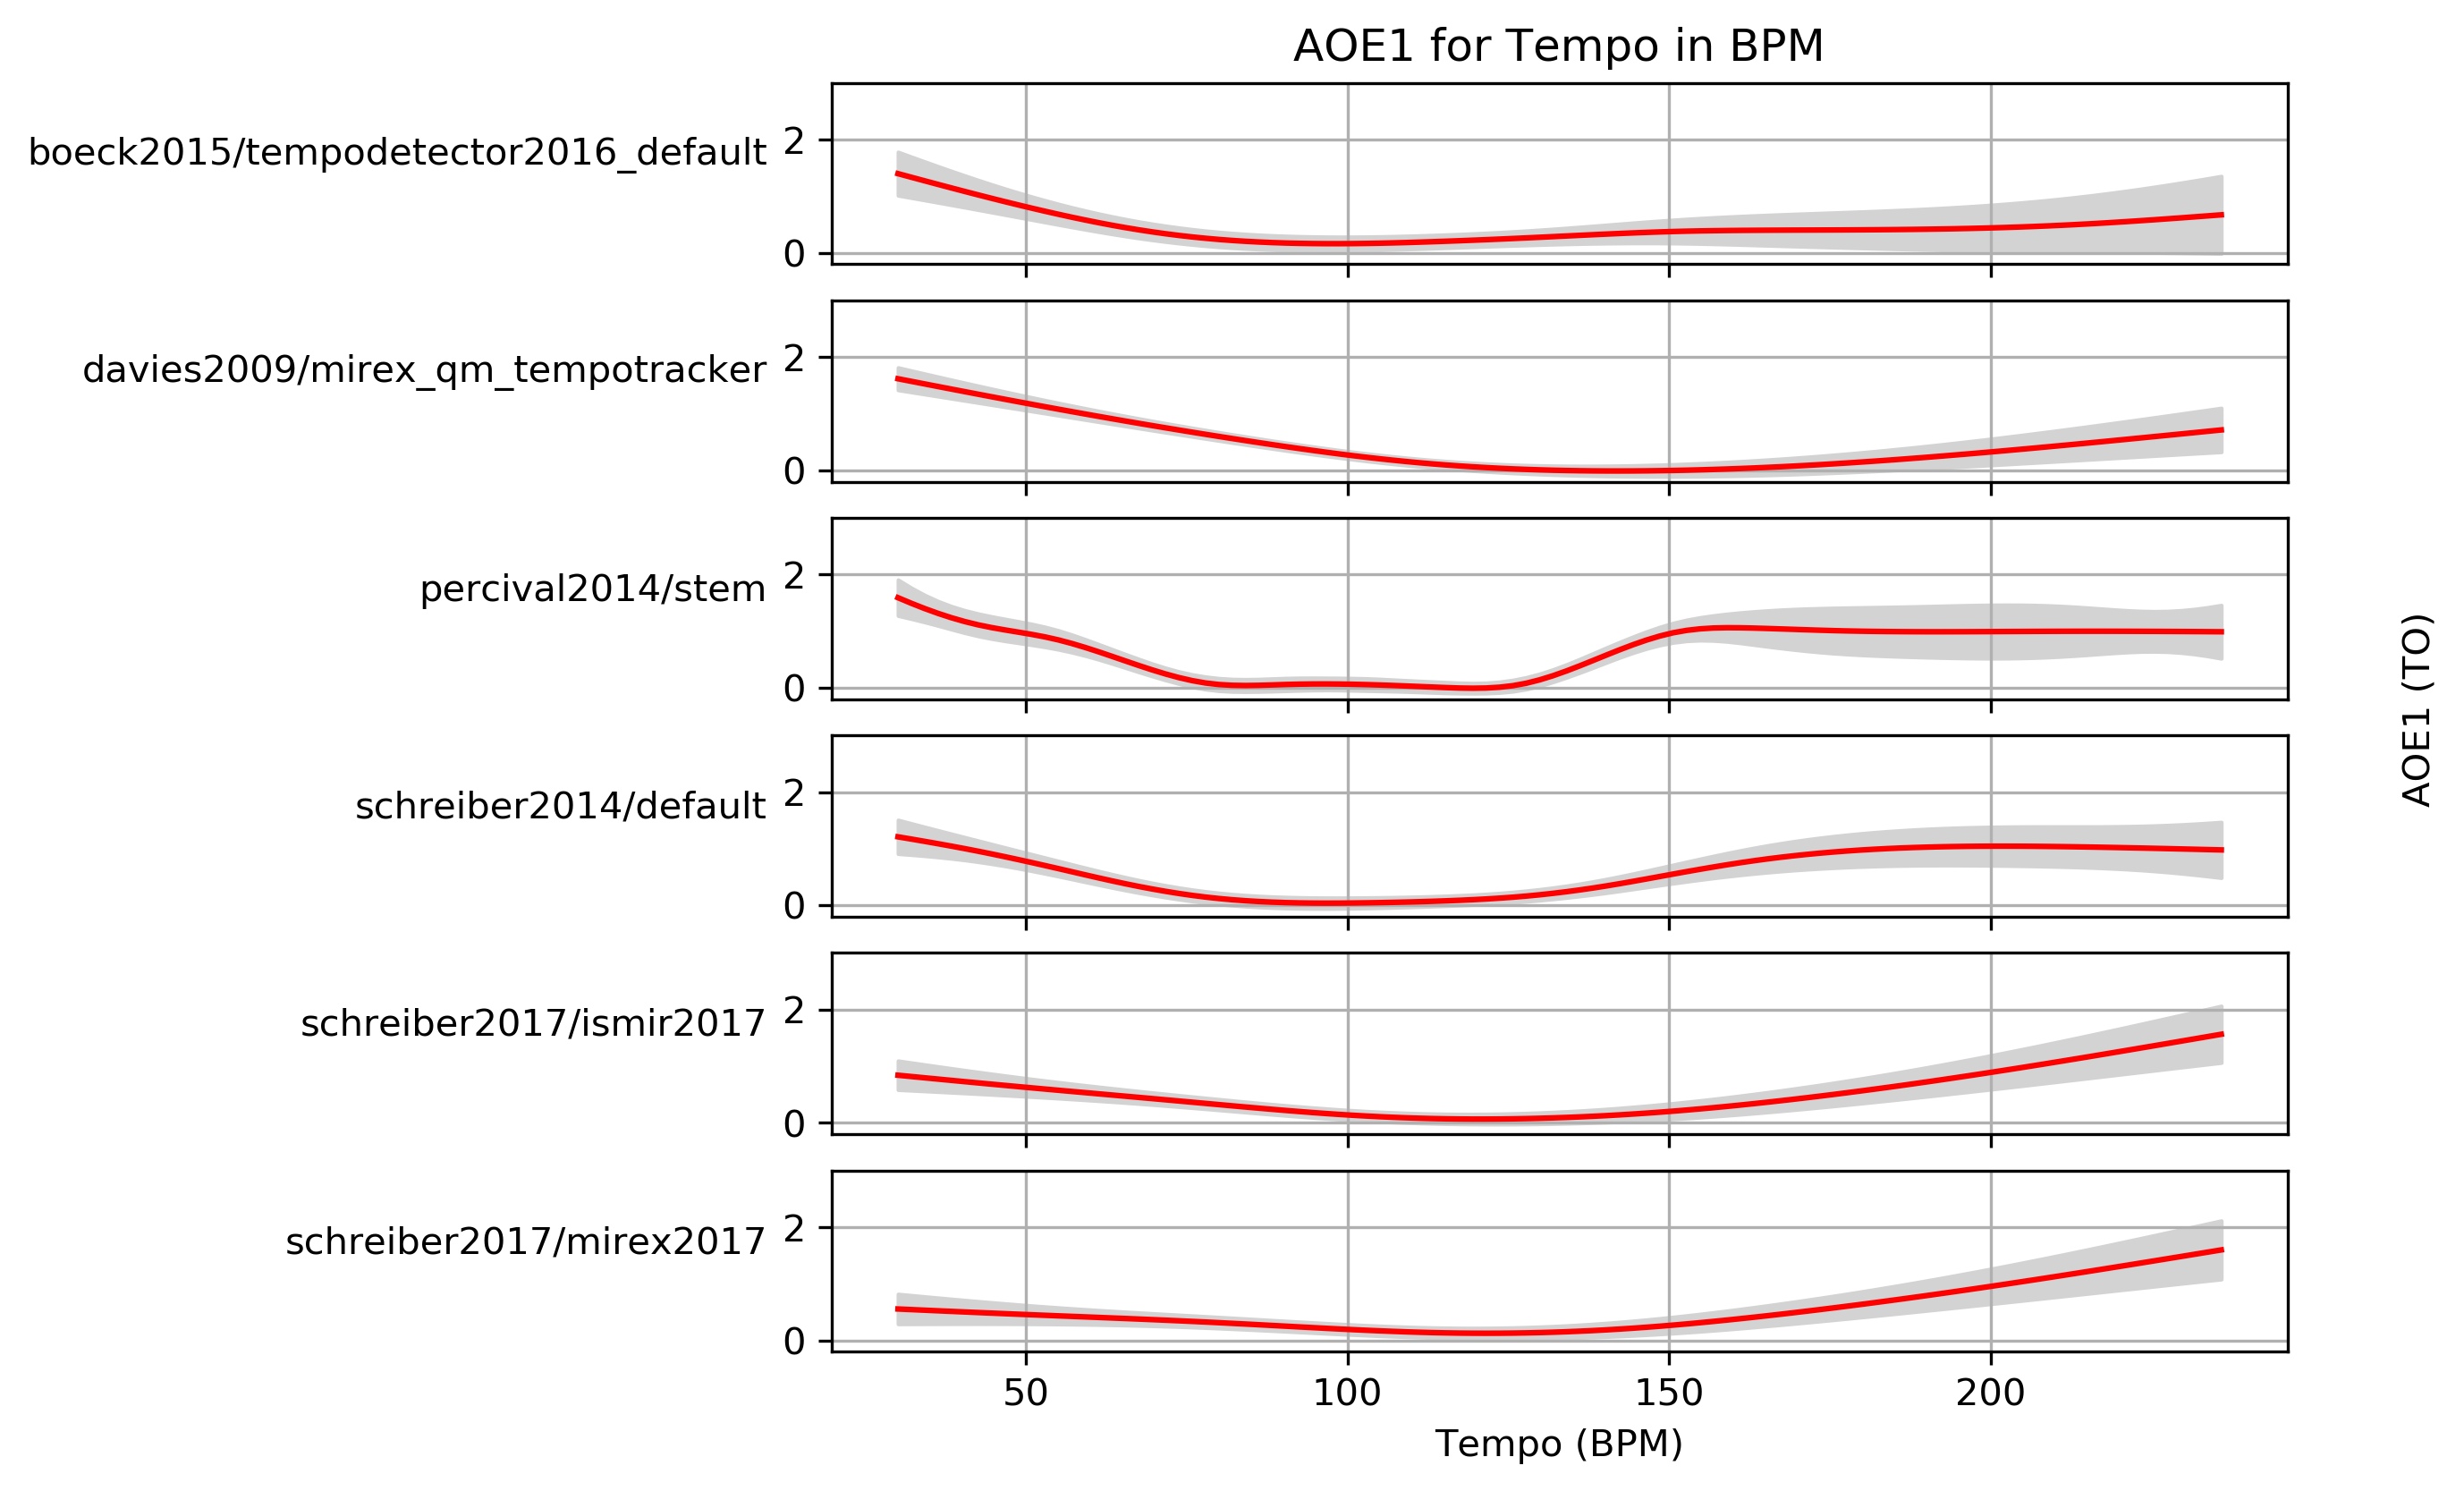 AOE1 for Tempo in BPM
boeck2015/tempodetector2016_default
2
0
davies2009/mirex_qm_tempotracker
2
0
percival2014/stem
2
0
schreiber2014/default
2
0
schreiber2017/ismir2017
2
0
schreiber2017/mirex2017
2
0
50 100 150 200
Tempo (BPM)
AOE1 (TO)